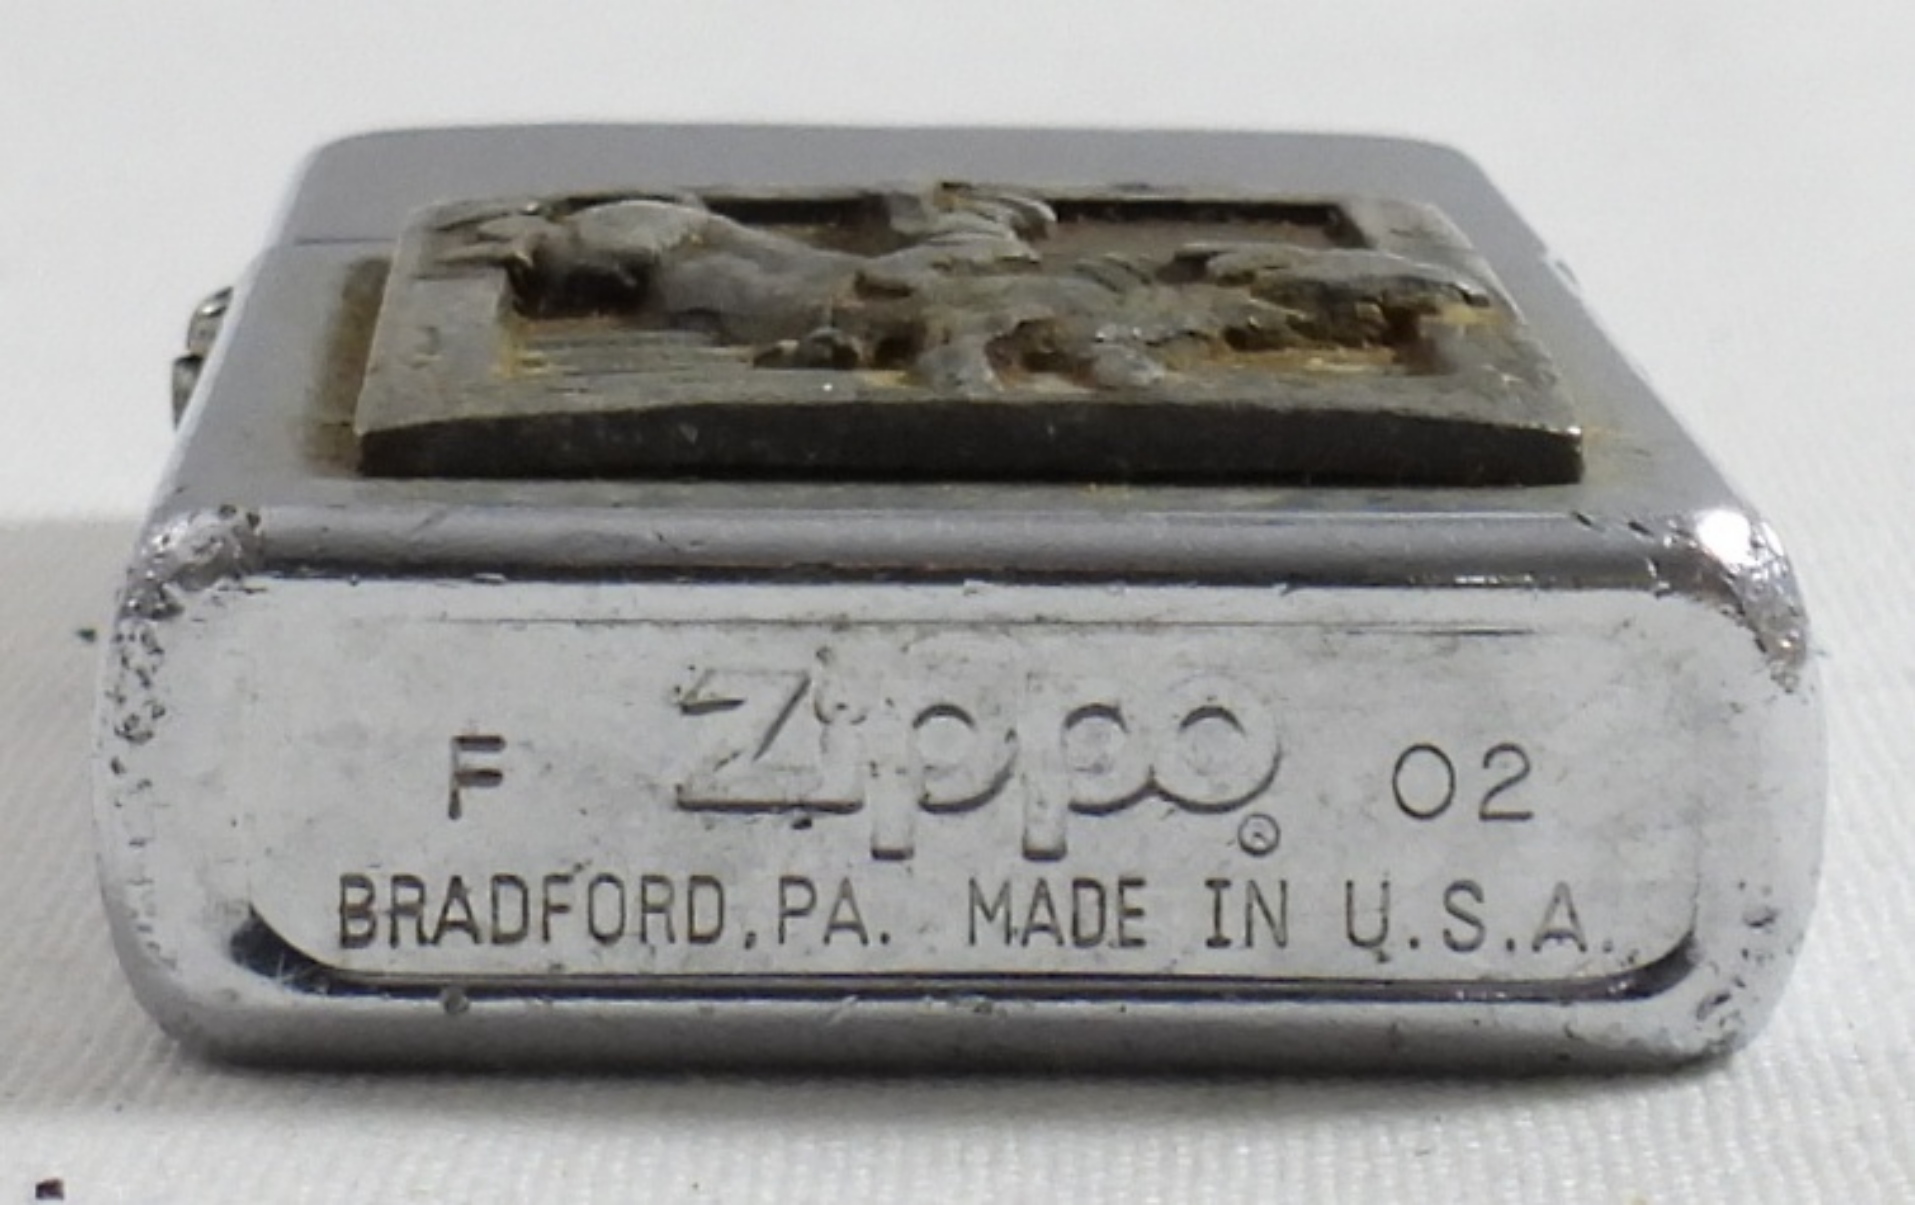 F Zippo® 02
BRADFORD, PA. MADE IN U.S.A.